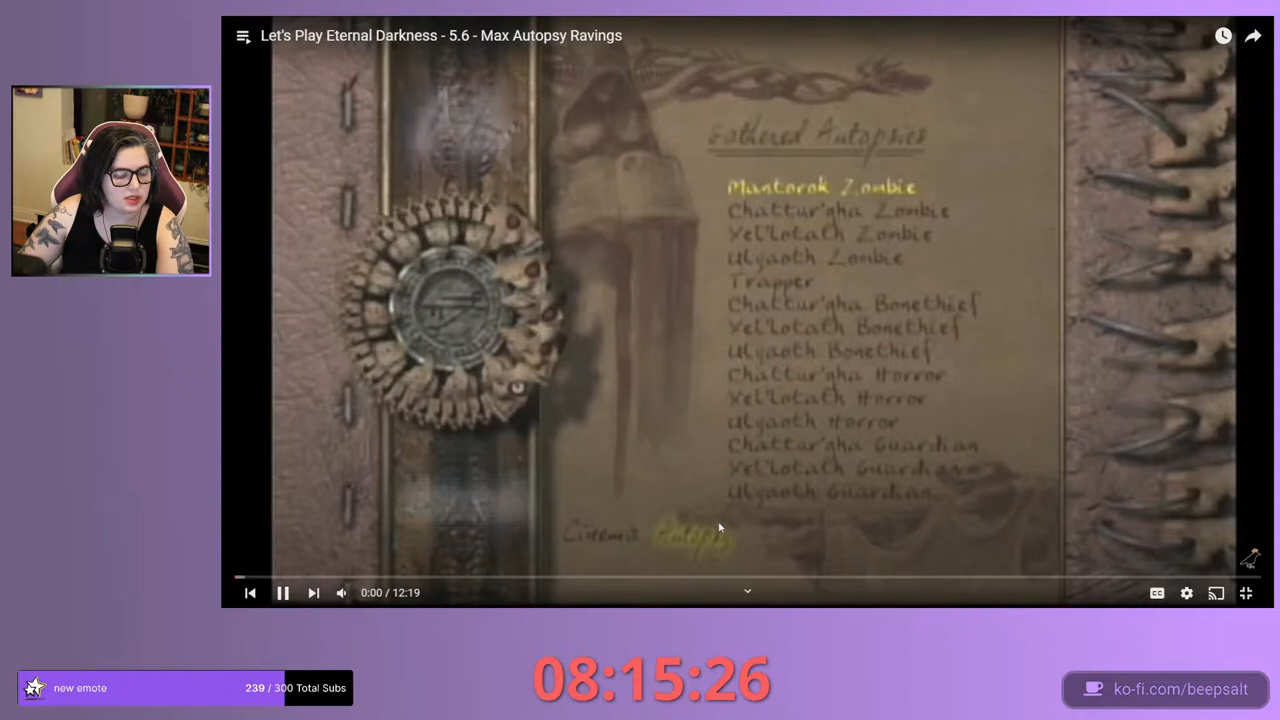 Let's Play Eternal Darkness - 5.6 - Max Autopsy Ravings
Gathered Autopsies
Mantorok Zombie
Chattur'gha Zombie
Xel'lotath Zombie
Ulyaoth Zombie
Trapper
Chattur'gha Bonethief
Xel'lotath Bonethief
Ulyaoth Bonethief
Chattur'gha Horror
Xel'lotath Horror
Ulyaoth Horror
Chattur'gha Guardian
Xel'lotath Guardian
Ulyaoth Guardian
Cinema Autopsy
0:00 / 12:19
CC
new emote 239 / 300 Total Subs
08:15:26
ko-fi.com/beepsalt